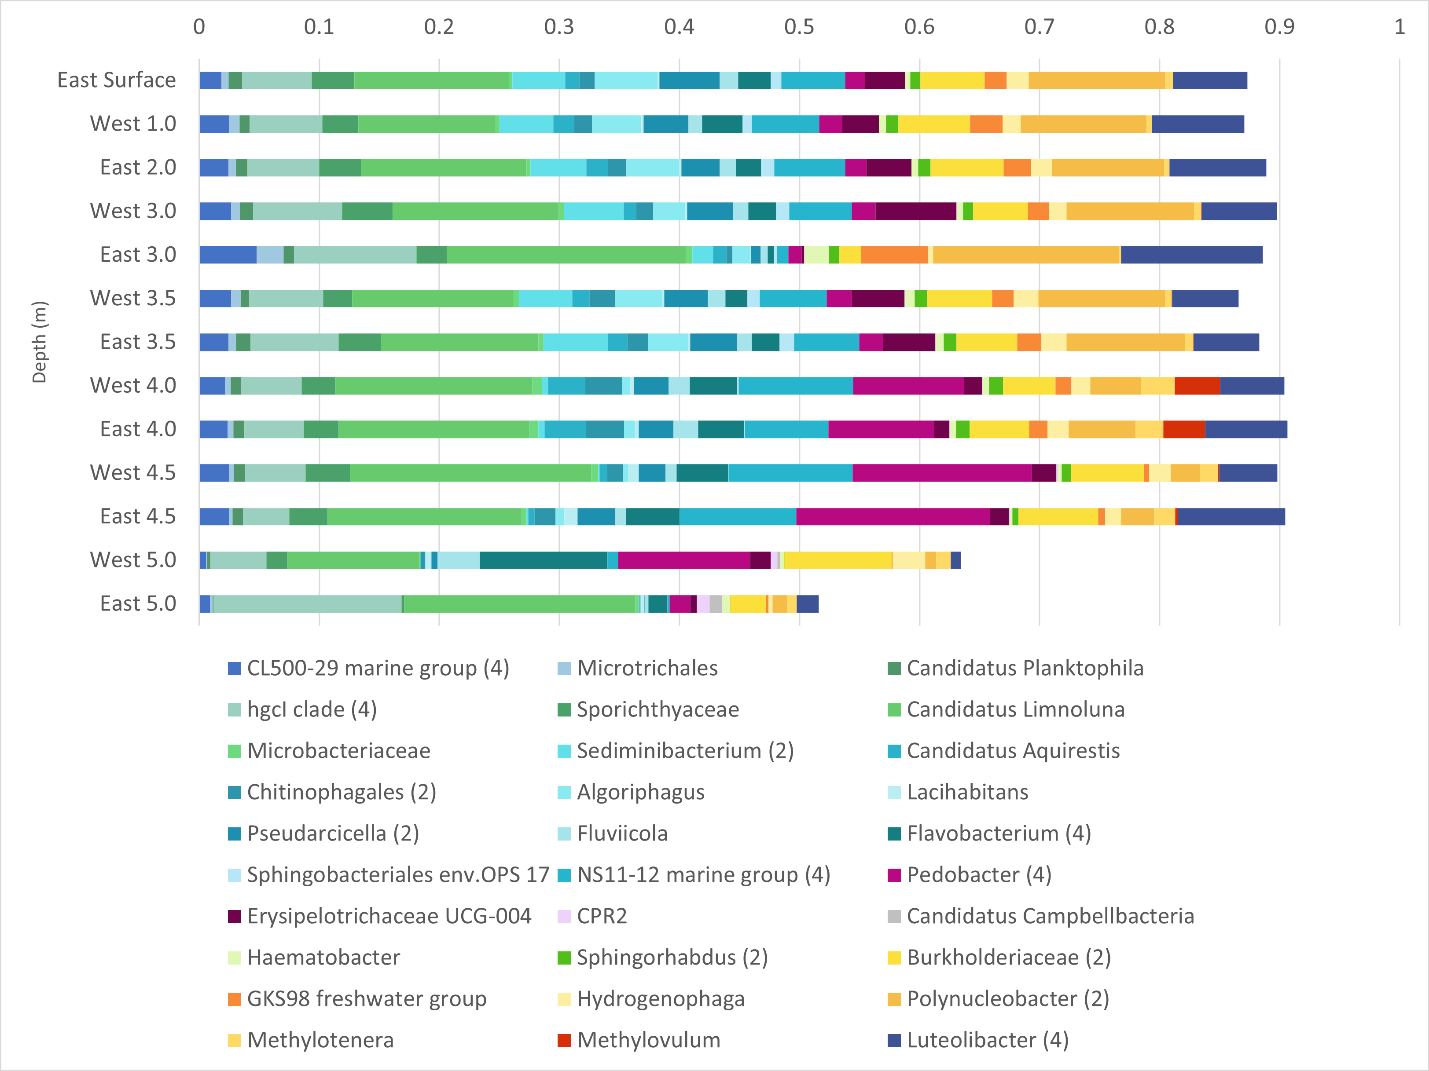 0 0.1 0.2 0.3 0.4 0.5 0.6 0.7 0.8 0.9 1
East Surface
West 1.0
East 2.0
West 3.0
East 3.0
West 3.5
East 3.5
West 4.0
East 4.0
West 4.5
East 4.5
West 5.0
East 5.0
Depth (m)
CL500-29 marine group (4) Microtrichales Candidatus Planktophila
hgcI clade (4) Sporichthyaceae Candidatus Limnoluna
Microbacteriaceae Sediminibacterium (2) Candidatus Aquirestis
Chitinophagales (2) Algoriphagus Lacihabitans
Pseudarcicella (2) Fluviicola Flavobacterium (4)
Sphingobacteriales env.OPS 17 NS11-12 marine group (4) Pedobacter (4)
Erysipelotrichaceae UCG-004 CPR2 Candidatus Campbellbacteria
Haematobacter Sphingorhabdus (2) Burkholderiaceae (2)
GKS98 freshwater group Hydrogenophaga Polynucleobacter (2)
Methylotenera Methylovulum Luteolibacter (4)